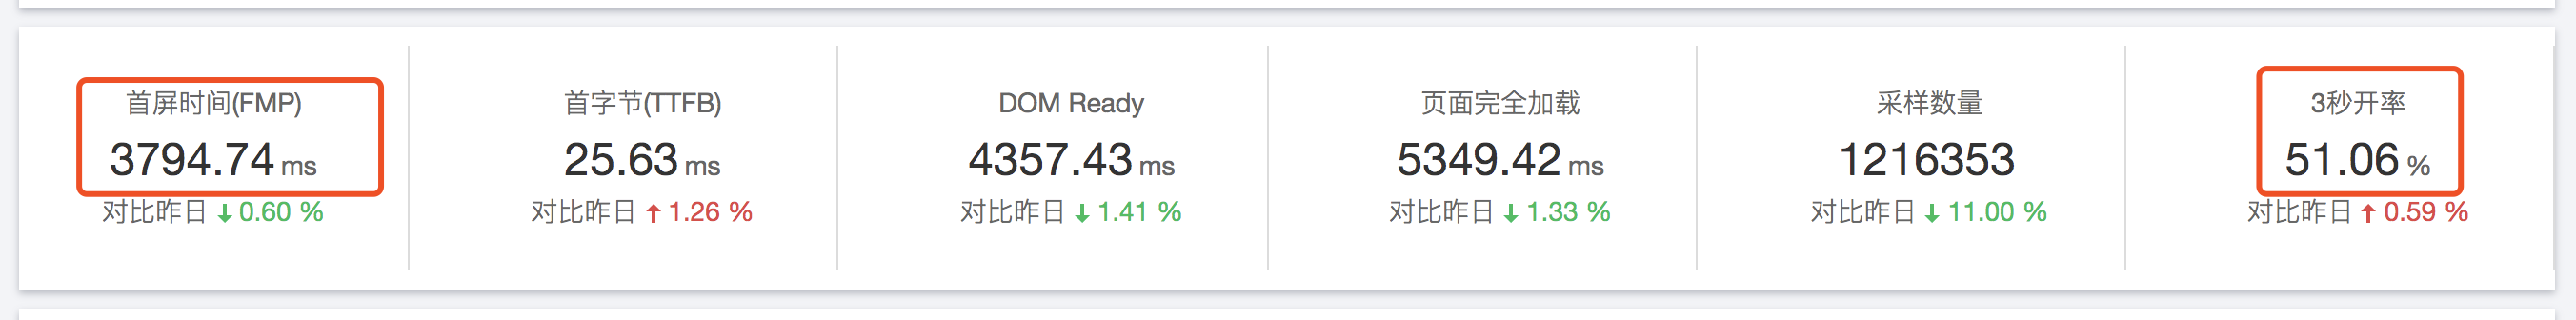 首屏时间(FMP)
3794.74 ms
对比昨日 ↓ 0.60 %
首字节(TTFB)
25.63 ms
对比昨日 ↑ 1.26 %
DOM Ready
4357.43 ms
对比昨日 ↓ 1.41 %
页面完全加载
5349.42 ms
对比昨日 ↓ 1.33 %
采样数量
1216353
对比昨日 ↓ 11.00 %
3秒开率
51.06 %
对比昨日 ↑ 0.59 %